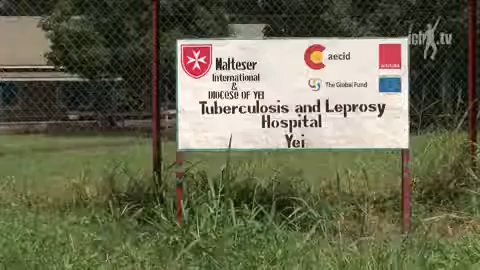 Malteser
International
&
DIOCESE OF YEI
aecid
The Global Fund
Tuberculosis and Leprosy
Hospital
Yei